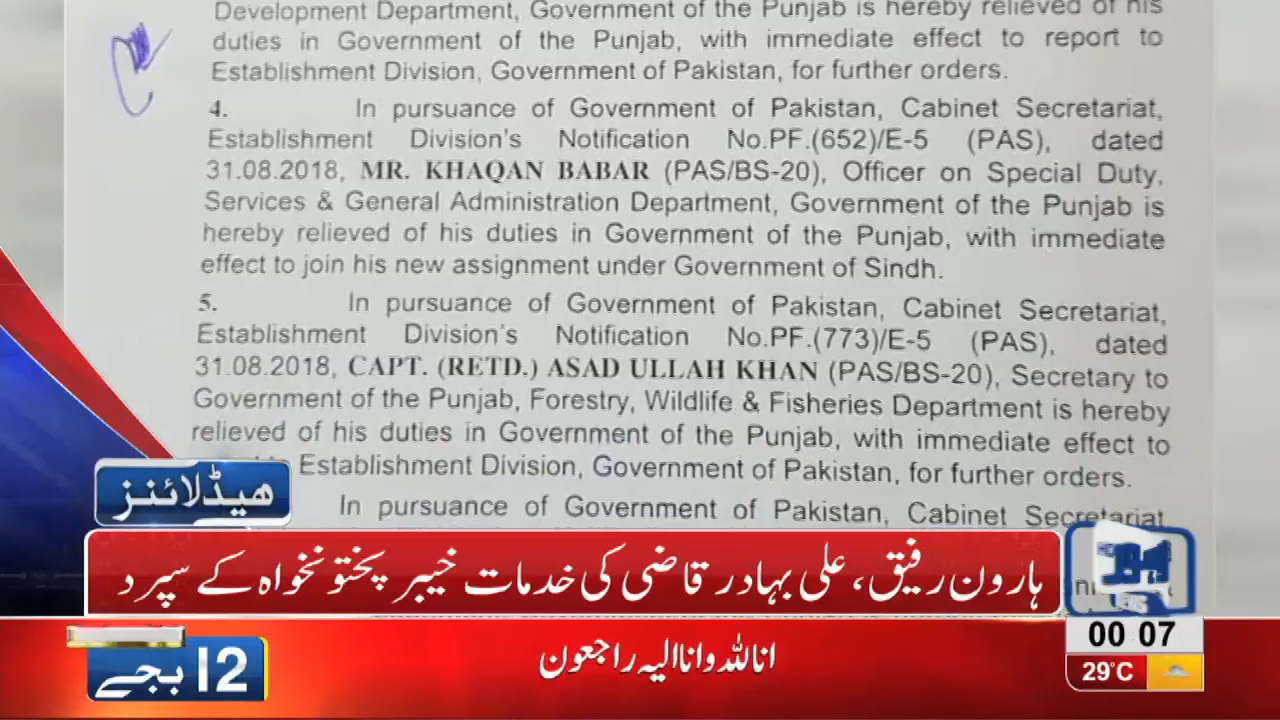 Development Department, Government of the Punjab is hereby relieved of his
duties in Government of the Punjab, with immediate effect to report to
Establishment Division, Government of Pakistan, for further orders.
4. In pursuance of Government of Pakistan, Cabinet Secretariat,
Establishment Division's Notification No.PF.(652)/E-5 (PAS), dated
31.08.2018, MR. KHAQAN BABAR (PAS/BS-20), Officer on Special Duty,
Services & General Administration Department, Government of the Punjab is
hereby relieved of his duties in Government of the Punjab, with immediate
effect to join his new assignment under Government of Sindh.
5. In pursuance of Government of Pakistan, Cabinet Secretariat,
Establishment Division's Notification No.PF.(773)/E-5 (PAS), dated
31.08.2018, CAPT. (RETD.) ASAD ULLAH KHAN (PAS/BS-20), Secretary to
Government of the Punjab, Forestry, Wildlife & Fisheries Department is hereby
relieved of his duties in Government of the Punjab, with immediate effect to
Establishment Division, Government of Pakistan, for further orders.
In pursuance of Government of Pakistan, Cabinet Secretariat
ھیڈلائنز
ہارون رفیق، علی بہادر قاضی کی خدمات خیبر پختونخواہ کے سپرد
00 07
29°C
12 بجے
انا للہ وانا الیہ راجعون